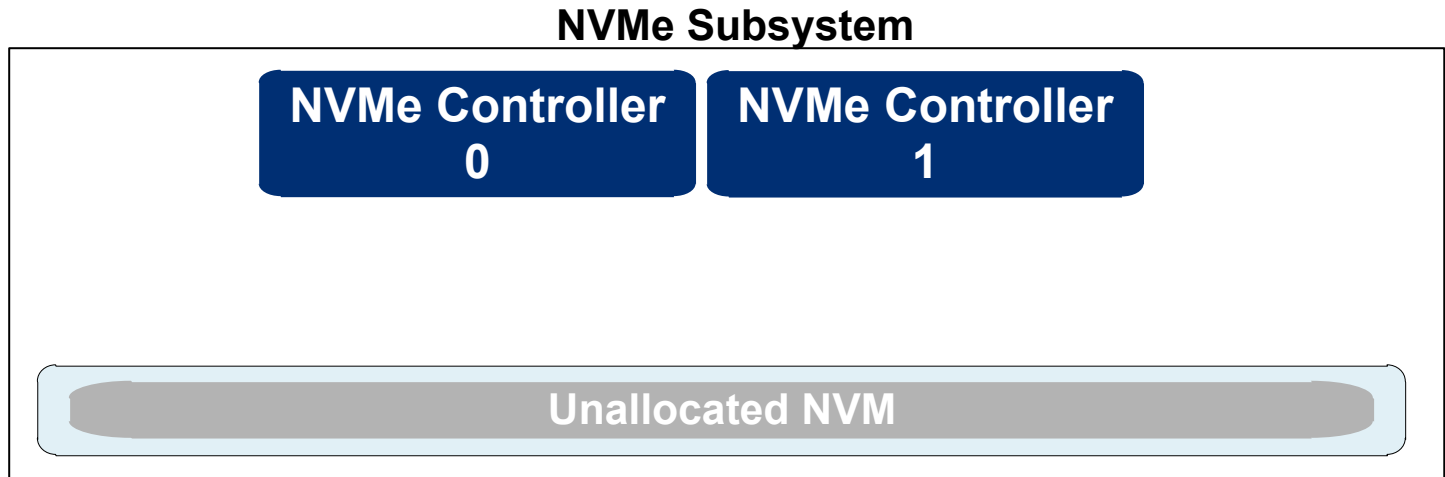 NVMe Subsystem
NVMe Controller
0
NVMe Controller
1
Unallocated NVM